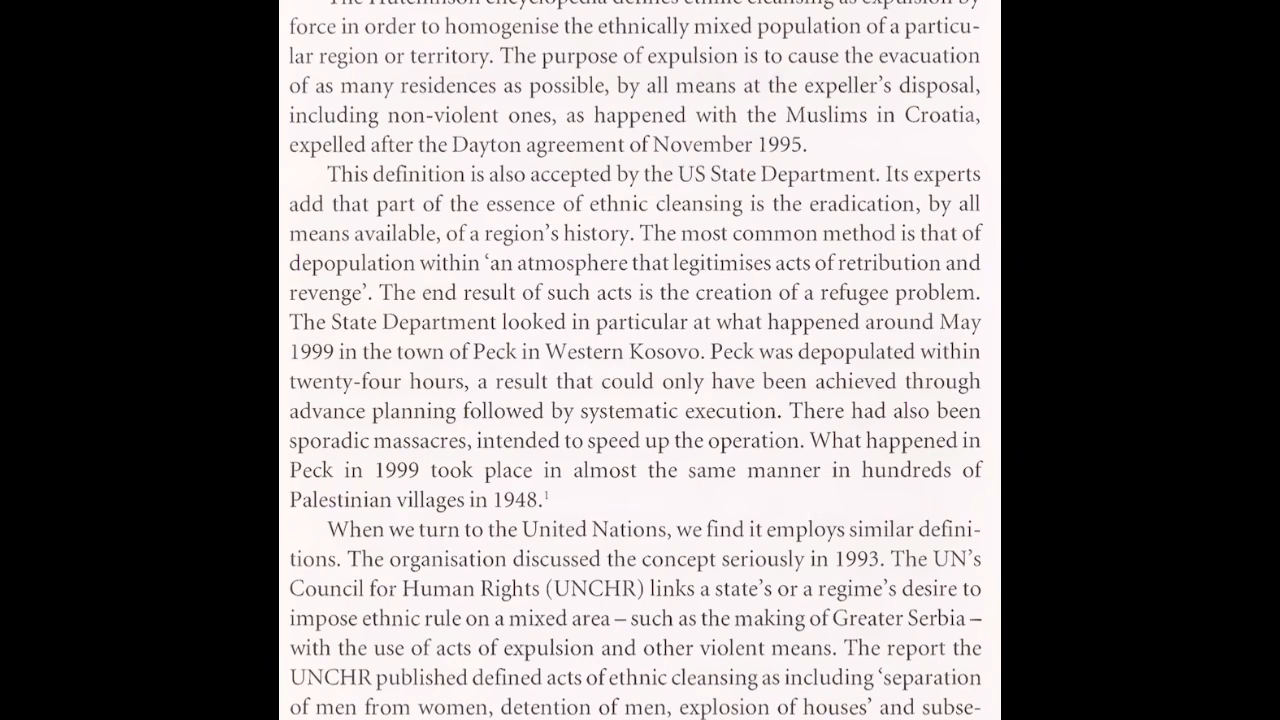 The Hutchinson encyclopedia defines ethnic cleansing as expulsion by
force in order to homogenise the ethnically mixed population of a particu-
lar region or territory. The purpose of expulsion is to cause the evacuation
of as many residences as possible, by all means at the expeller’s disposal,
including non-violent ones, as happened with the Muslims in Croatia,
expelled after the Dayton agreement of November 1995.
This definition is also accepted by the US State Department. Its experts
add that part of the essence of ethnic cleansing is the eradication, by all
means available, of a region’s history. The most common method is that of
depopulation within ‘an atmosphere that legitimises acts of retribution and
revenge’. The end result of such acts is the creation of a refugee problem.
The State Department looked in particular at what happened around May
1999 in the town of Peck in Western Kosovo. Peck was depopulated within
twenty-four hours, a result that could only have been achieved through
advance planning followed by systematic execution. There had also been
sporadic massacres, intended to speed up the operation. What happened in
Peck in 1999 took place in almost the same manner in hundreds of
Palestinian villages in 1948.¹
When we turn to the United Nations, we find it employs similar defini-
tions. The organisation discussed the concept seriously in 1993. The UN’s
Council for Human Rights (UNCHR) links a state’s or a regime’s desire to
impose ethnic rule on a mixed area – such as the making of Greater Serbia –
with the use of acts of expulsion and other violent means. The report the
UNCHR published defined acts of ethnic cleansing as including ‘separation
of men from women, detention of men, explosion of houses’ and subse-